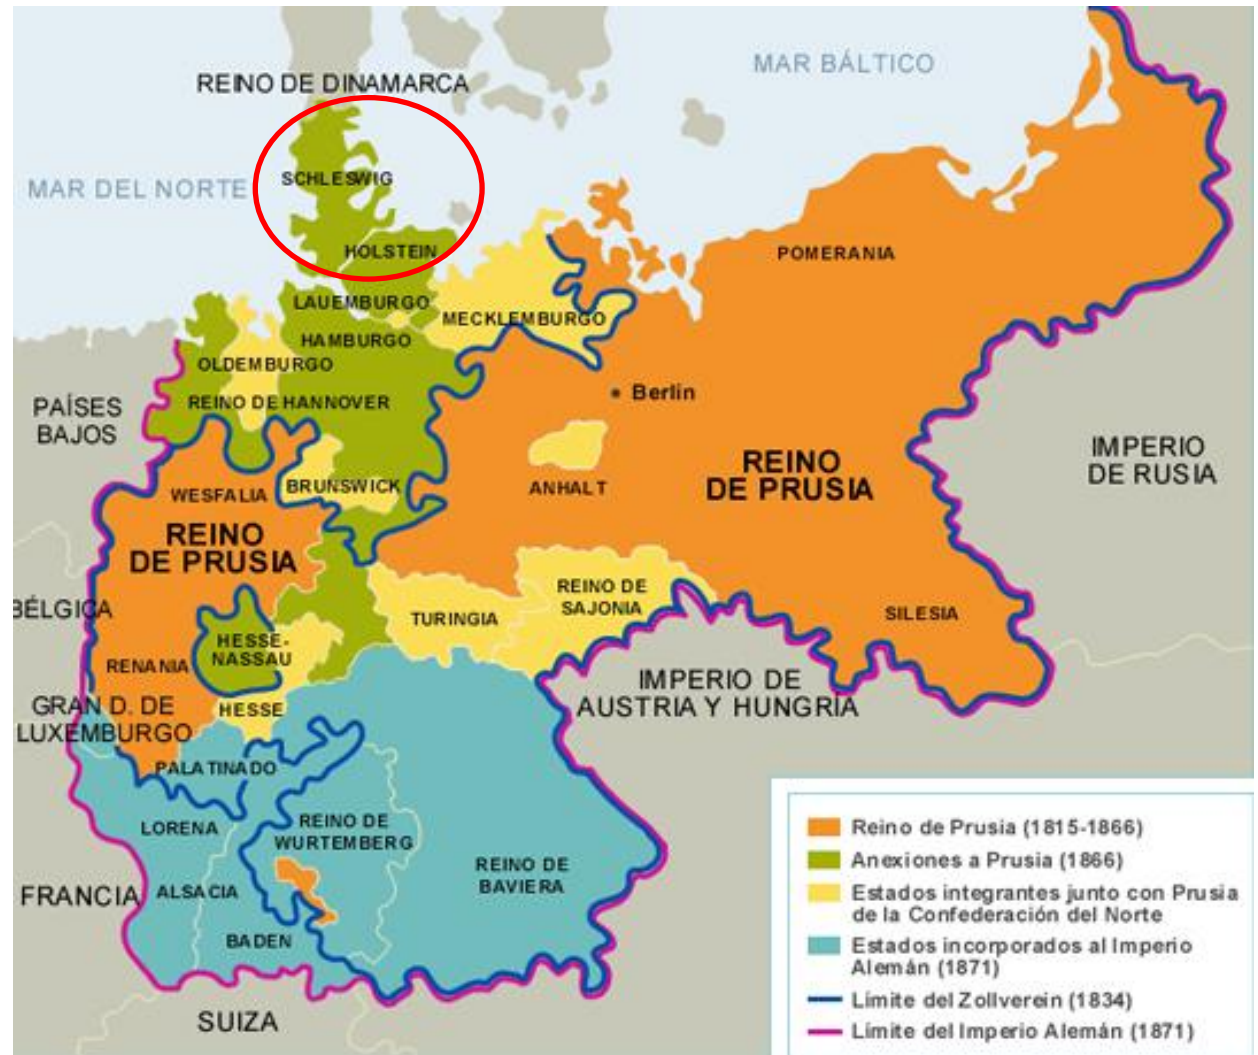 MAR BÁLTICO
REINO DE DINAMARCA
MAR DEL NORTE
SCHLESWIG
HOLSTEIN
POMERANIA
LAUEMBURGO
MECKLEMBURGO
HAMBURGO
OLDEMBURGO
REINO DE HANNOVER
Berlín
PAÍSES
BAJOS
IMPERIO
DE RUSIA
REINO
DE PRUSIA
WESFALIA
BRUNSWICK
ANHALT
REINO
DE PRUSIA
BÉLGICA
TURINGIA
REINO DE
SAJONIA
SILESIA
HESSE-
NASSAU
RENANIA
IMPERIO DE
AUSTRIA Y HUNGRÍA
GRAN D. DE
LUXEMBURGO
HESSE
PALATINADO
LORENA
REINO DE
WURTEMBERG
REINO DE
BAVIERA
FRANCIA
ALSACIA
BADEN
SUIZA
Reino de Prusia (1815-1866)
Anexiones a Prusia (1866)
Estados integrantes junto con Prusia
de la Confederación del Norte
Estados incorporados al Imperio
Alemán (1871)
Límite del Zollverein (1834)
Límite del Imperio Alemán (1871)